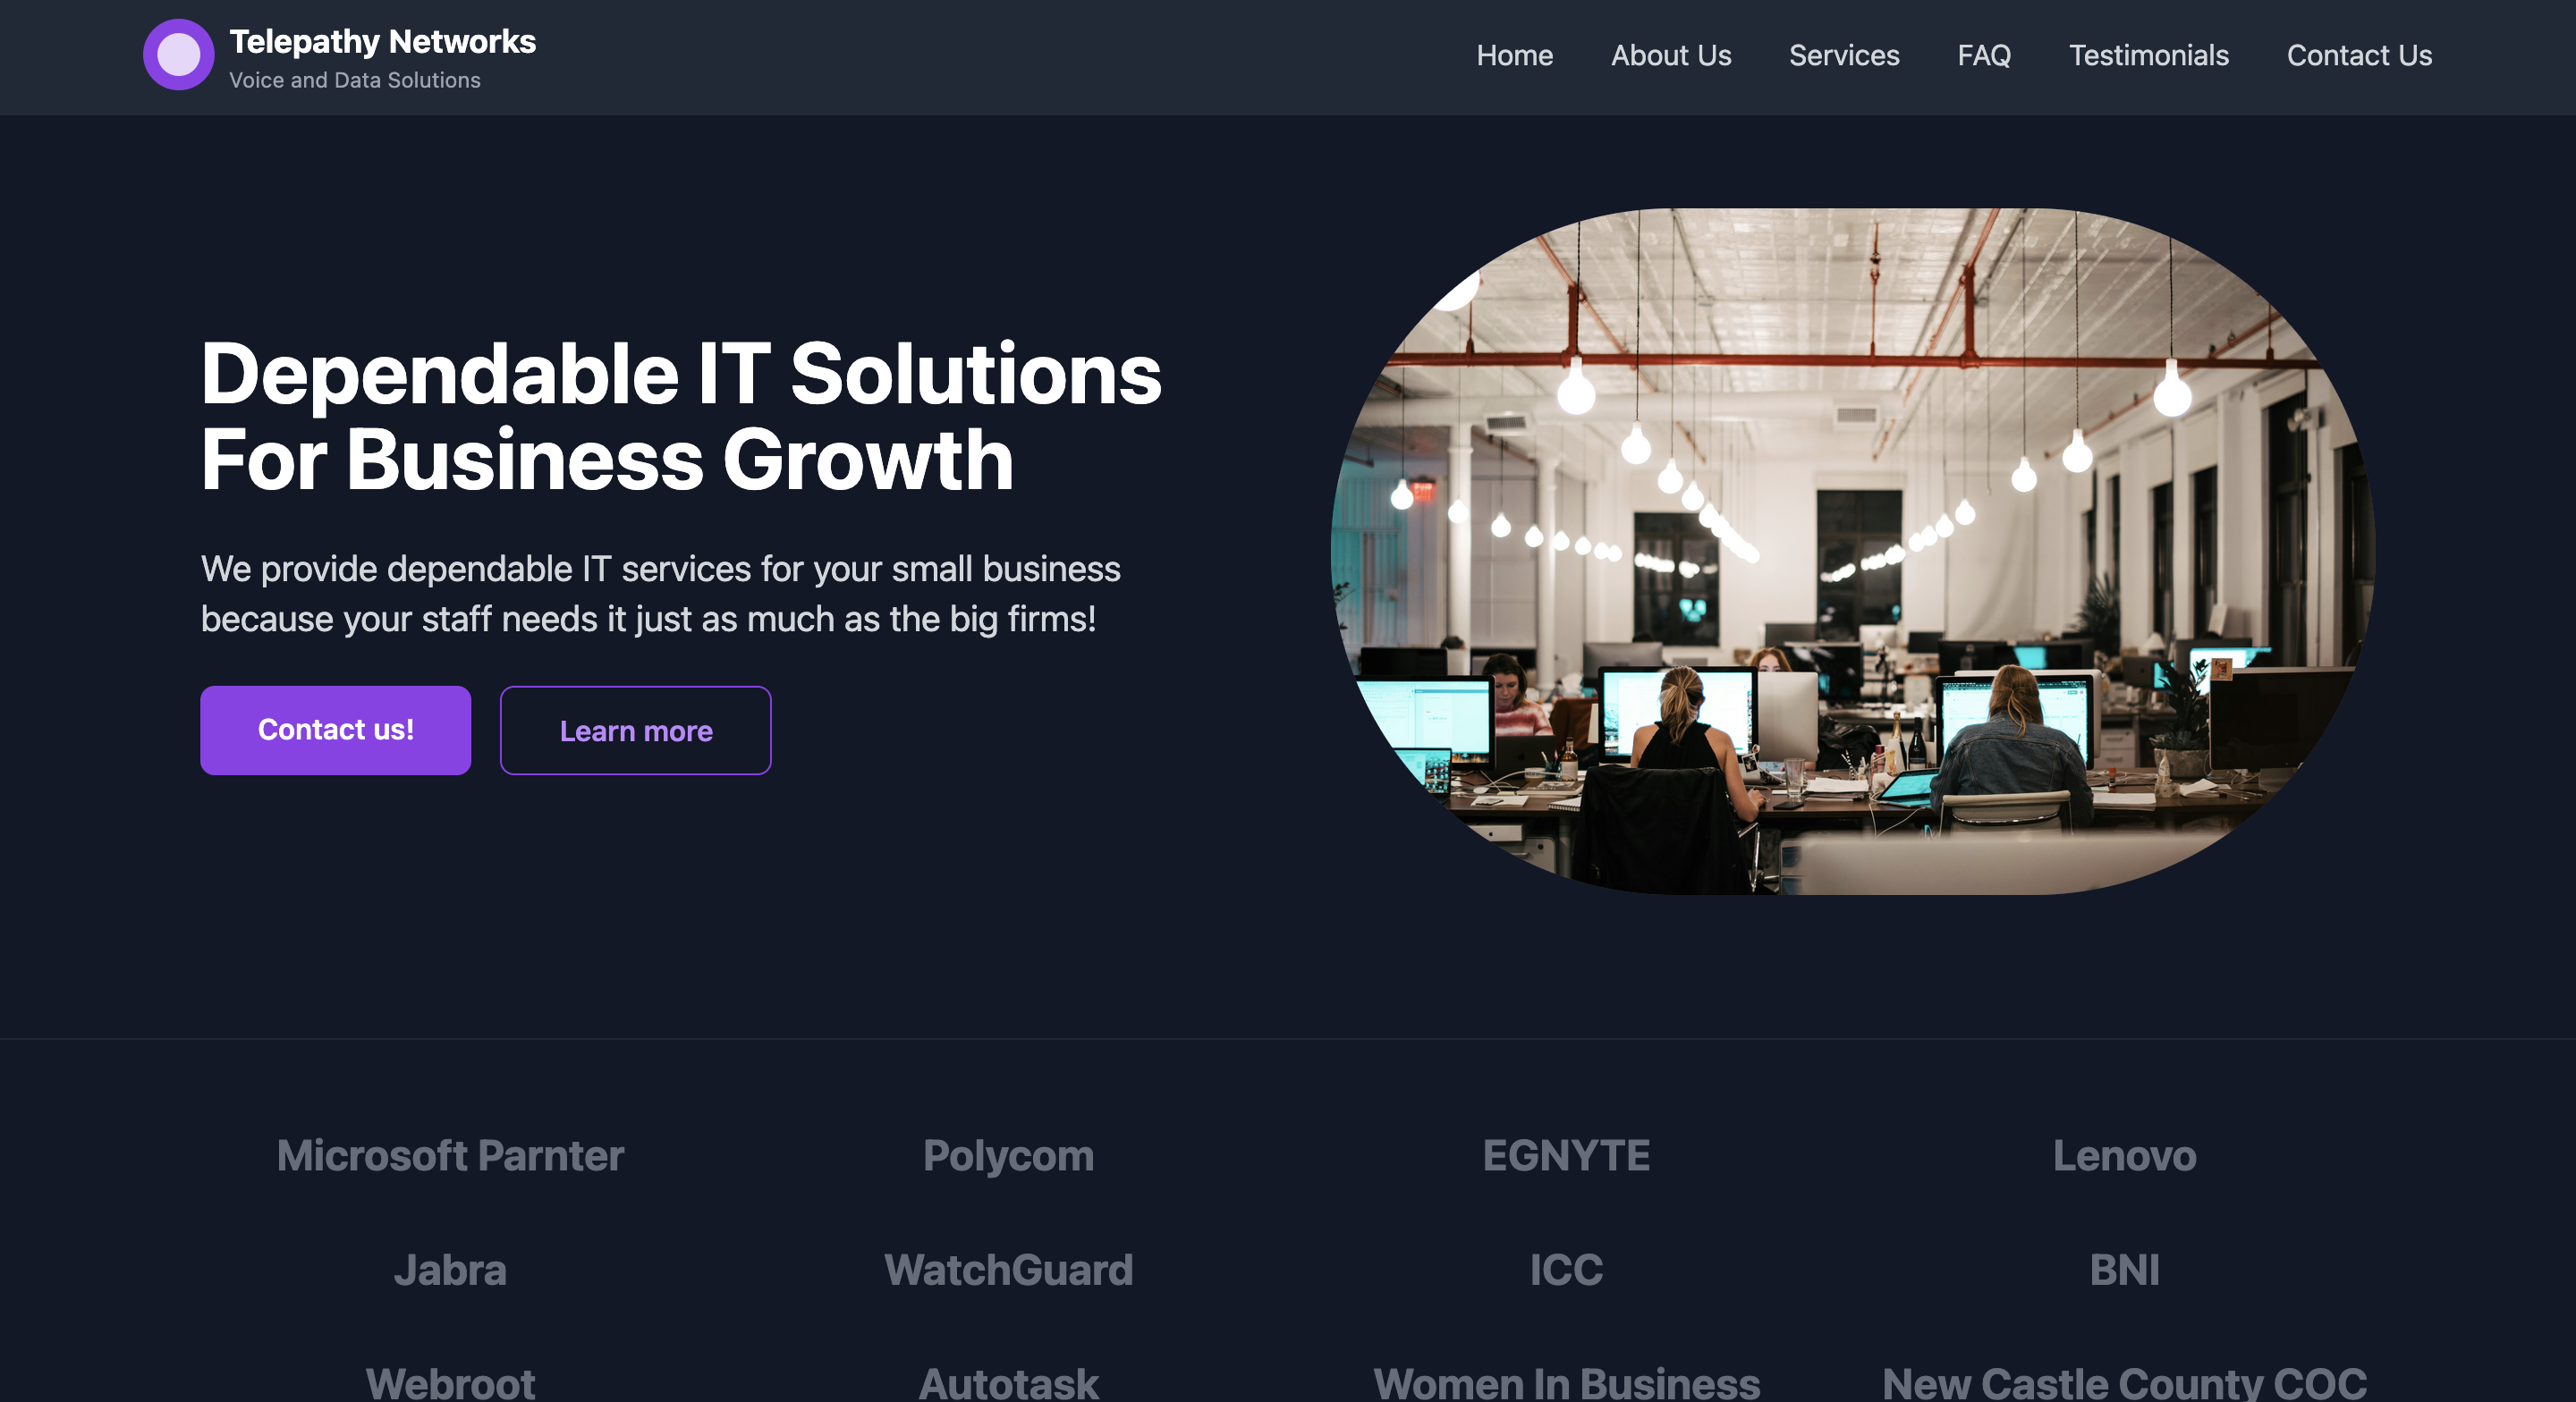 Telepathy Networks
Voice and Data Solutions
Home
About Us
Services
FAQ
Testimonials
Contact Us
Dependable IT Solutions
For Business Growth
We provide dependable IT services for your small business
because your staff needs it just as much as the big firms!
Contact us!
Learn more
Microsoft Parnter
Polycom
EGNYTE
Lenovo
Jabra
WatchGuard
ICC
BNI
Webroot
Autotask
Women In Business
New Castle County COC